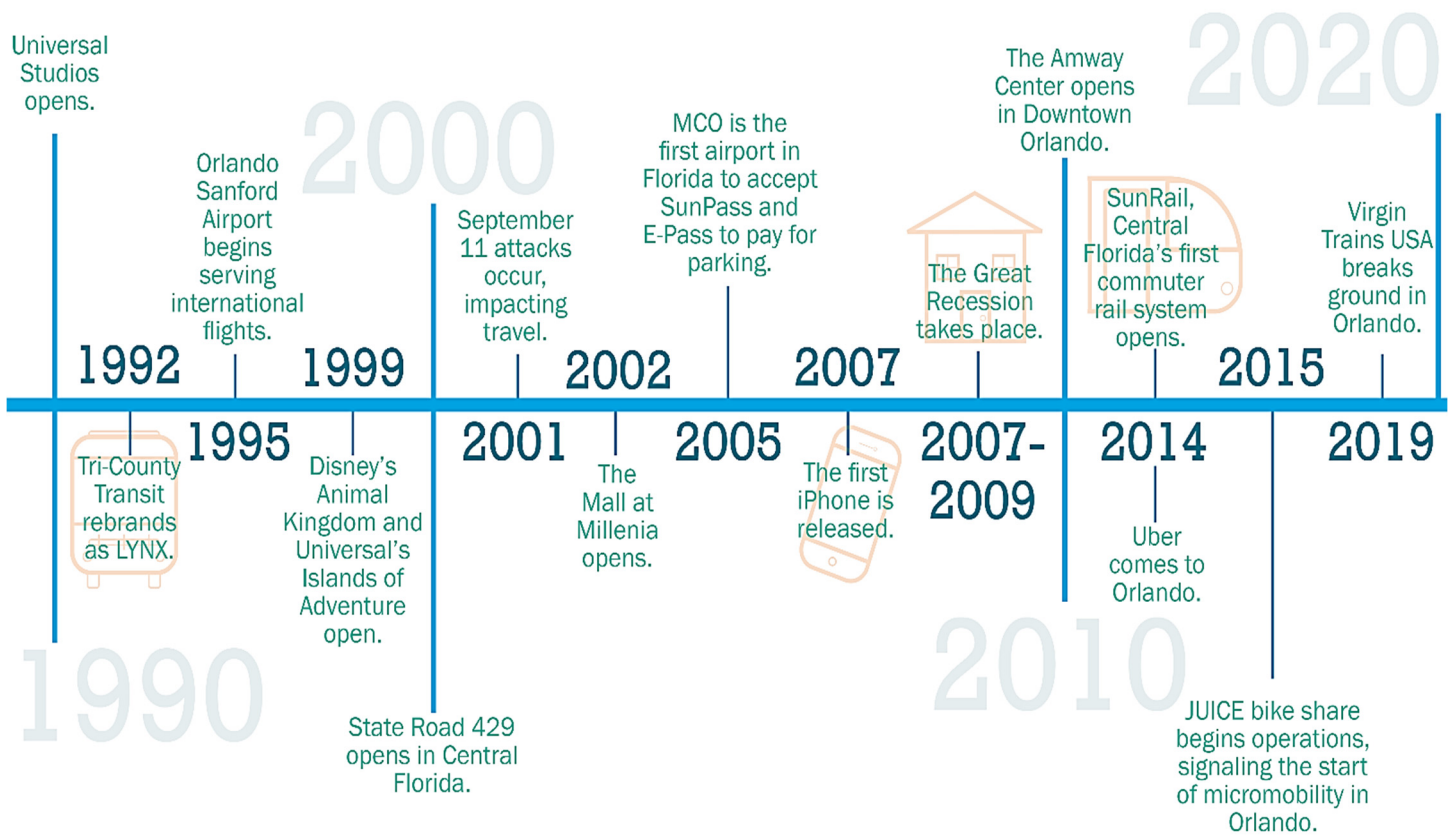 Universal
Studios
opens.
1990
1992
Tri-County
Transit
rebrands
as LYNX.
Orlando
Sanford
Airport
begins
serving
international
flights.
1995
1999
Disney's
Animal
Kingdom and
Universal's
Islands of
Adventure
open.
2000
State Road 429
opens in Central
Florida.
September
11 attacks
occur,
impacting
travel.
2001
2002
The
Mall at
Millenia
opens.
MCO is the
first airport in
Florida to accept
SunPass and
E-Pass to pay for
parking.
2005
2007
The first
iPhone is
released.
The Great
Recession
takes place.
2007-
2009
The Amway
Center opens
in Downtown
Orlando.
2010
SunRail,
Central
Florida's first
commuter
rail system
opens.
2014
Uber
comes to
Orlando.
2015
JUICE bike share
begins operations,
signaling the start
of micromobility in
Orlando.
Virgin
Trains USA
breaks
ground in
Orlando.
2019
2020